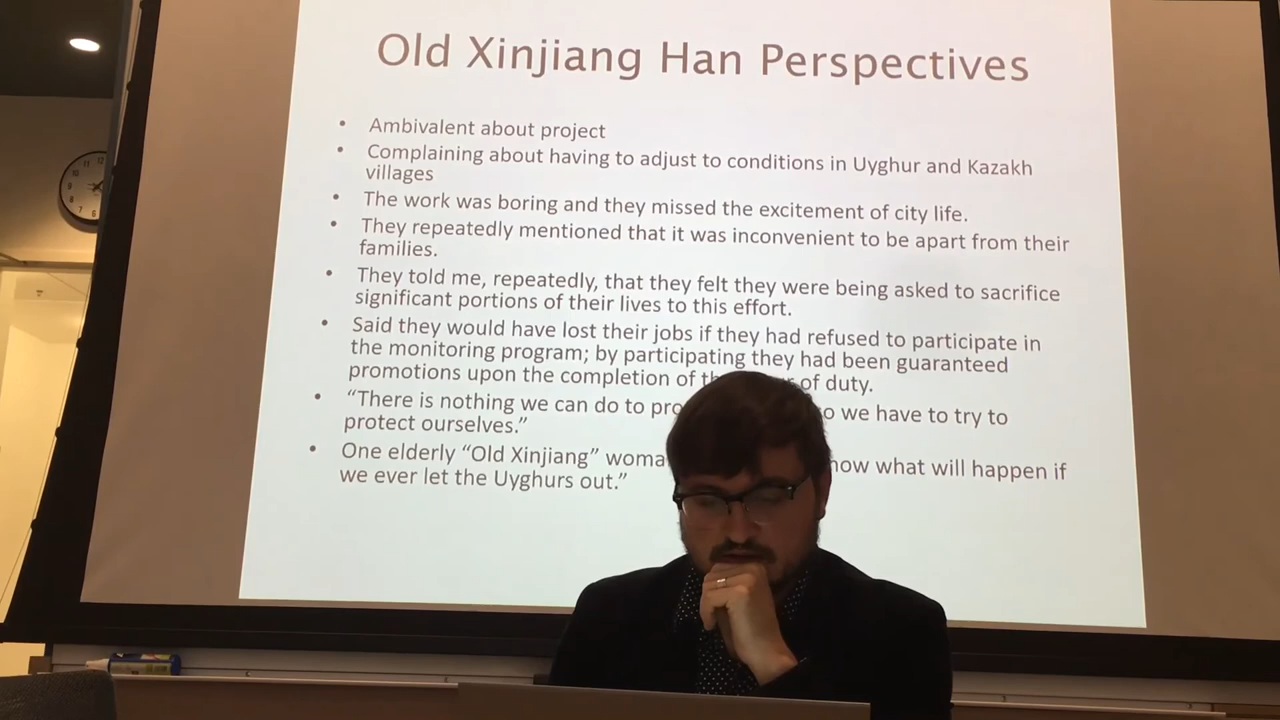 Old Xinjiang Han Perspectives
• Ambivalent about project
• Complaining about having to adjust to conditions in Uyghur and Kazakh
villages
• The work was boring and they missed the excitement of city life.
• They repeatedly mentioned that it was inconvenient to be apart from their
families.
• They told me, repeatedly, that they felt they were being asked to sacrifice
significant portions of their lives to this effort.
• Said they would have lost their jobs if they had refused to participate in
the monitoring program; by participating they had been guaranteed
promotions upon the completion of of duty.
• “There is nothing we can do to we have to try to
protect ourselves.”
• One elderly “Old Xinjiang” what will happen if
we ever let the Uyghurs out.”